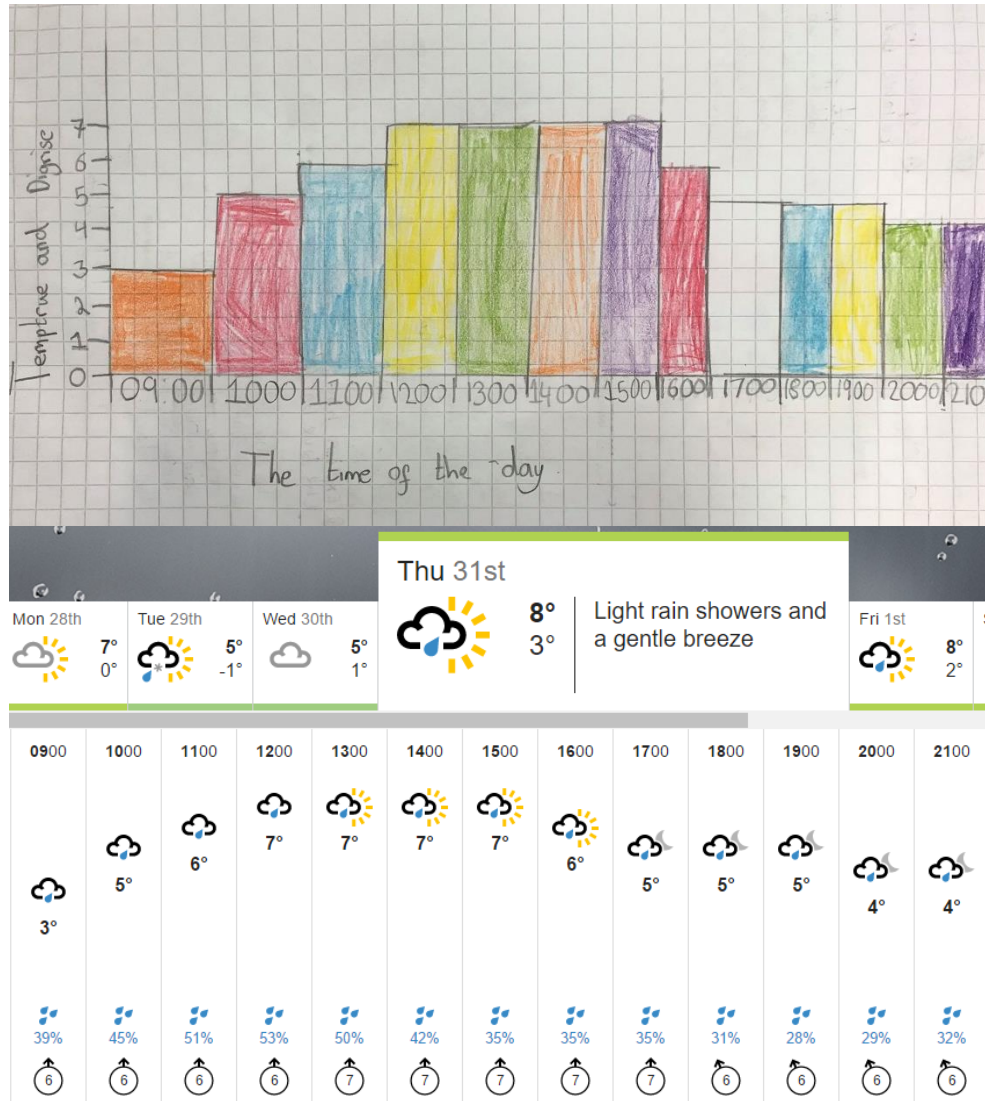 Temptrue and Digrise
7
6
5
4
3
2
1
0
09:00 1000 1100 1200 1300 1400 1500 1600 1700 1800 1900 2000 210
The time of the day
Thu 31st
8°
3°
Light rain showers and
a gentle breeze
Mon 28th
7°
0°
Tue 29th
5°
-1°
Wed 30th
5°
1°
Fri 1st
8°
2°
0900 1000 1100 1200 1300 1400 1500 1600 1700 1800 1900 2000 2100
3° 5° 6° 7° 7° 7° 7° 6° 5° 5° 5° 4° 4°
39% 45% 51% 53% 50% 42% 35% 35% 35% 31% 28% 29% 32%
6 6 6 6 7 7 7 7 7 6 6 6 6